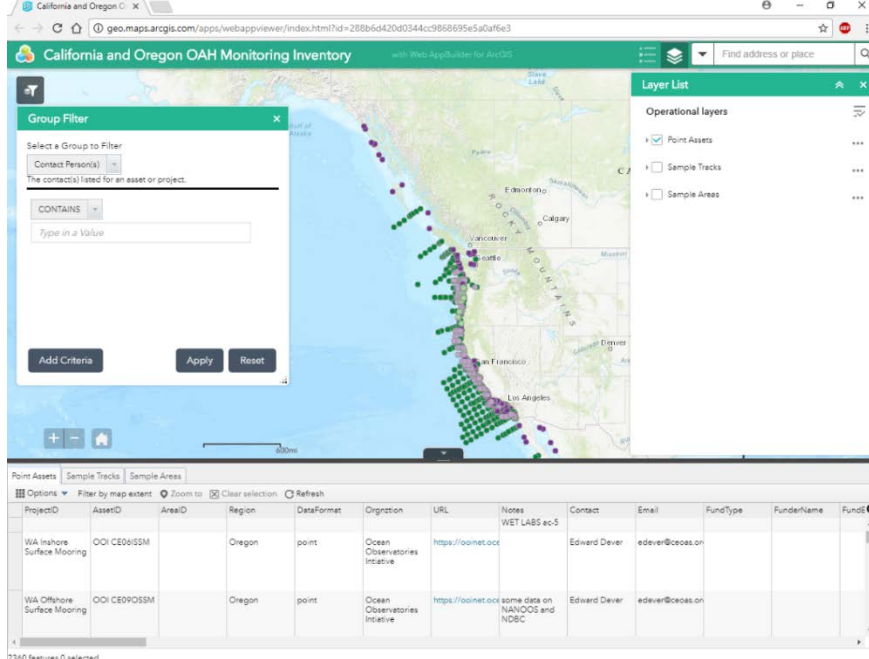 California and Oregon O
geo.maps.arcgis.com/apps/webappviewer/index.html?id=288b6d420d0344cc9868695e5a0af6e3
California and Oregon OAH Monitoring Inventory
with Web AppBuilder for ArcGIS
Find address or place
Group Filter
Select a Group to Filter
Contact Person(s)
The contact(s) listed for an asset or project.
CONTAINS
Type in a Value
Add Criteria Apply Reset
Layer List
Operational layers
Point Assets
Sample Tracks
Sample Areas
Slave
Lake
Edmonton
Calgary
Vancouver
Seattle
ROCKY MOUNTAINS
Missouri
Denver
San Francisco
Los Angeles
600mi
Point Assets Sample Tracks Sample Areas
Options Filter by map extent Zoom to Clear selection Refresh
ProjectID AssetID AreaID Region DataFormat Orgnztion URL Notes Contact Email FundType FunderName FundE
WET LABS ac-5
WA Inshore Surface Mooring OOI CE06ISSM Oregon point Ocean Observatories Intiative https://ooinet.oce Edward Dever edever@ceoas.or
WA Offshore Surface Mooring OOI CE09OSSM Oregon point Ocean Observatories Intiative https://ooinet.oce some data on NANOOS and NDBC Edward Dever edever@ceoas.or
2360 features 0 selected